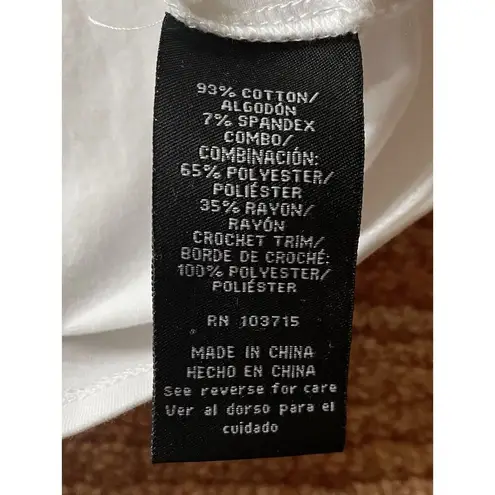 93% COTTON/
ALGODÓN
7% SPANDEX
COMBO/
COMBINACIÓN:
65% POLYESTER/
POLIÉSTER
35% RAYON/
RAYÓN
CROCHET TRIM/
BORDE DE CROCHÉ:
100% POLYESTER/
POLIÉSTER
RN 103715
MADE IN CHINA
HECHO EN CHINA
See reverse for care
Ver al dorso para el
cuidado